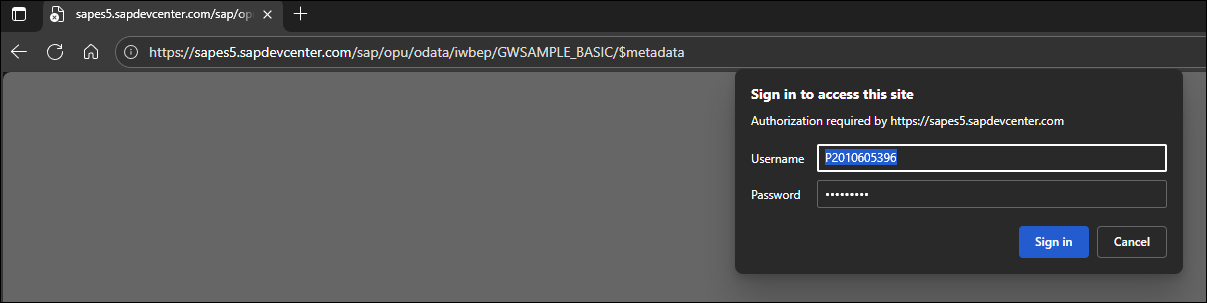 sapes5.sapdevcenter.com/sap/op
https://sapes5.sapdevcenter.com/sap/opu/odata/iwbep/GWSAMPLE_BASIC/$metadata
Sign in to access this site
Authorization required by https://sapes5.sapdevcenter.com
Username P2010605396
Password •••••••••
Sign in Cancel